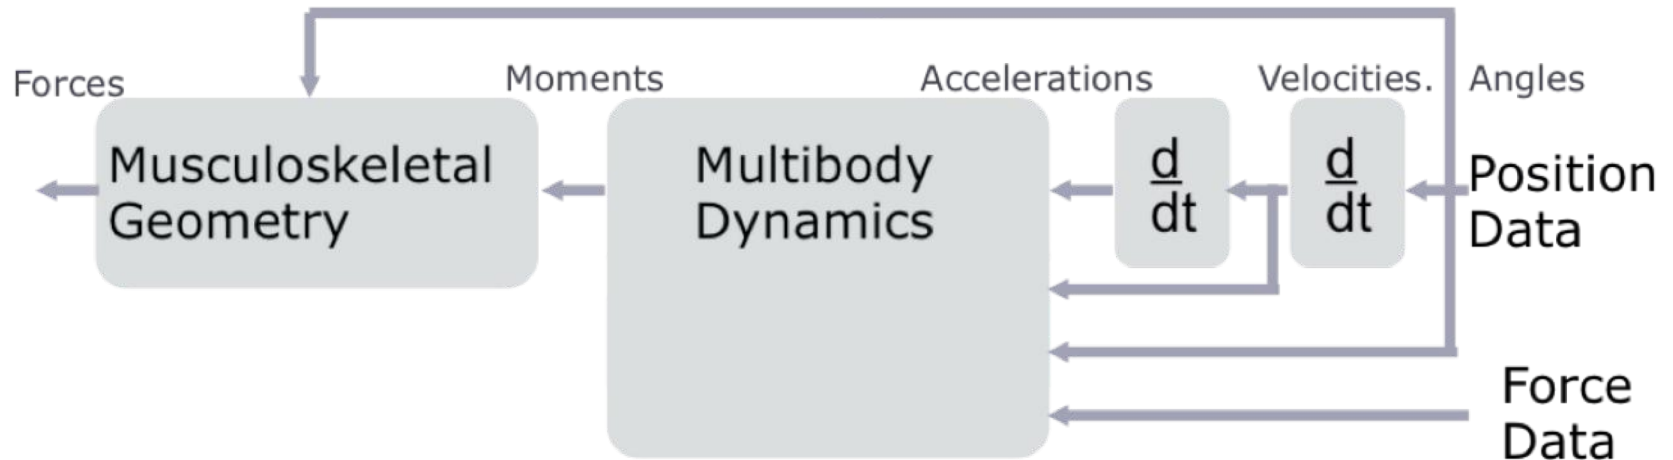 Forces
Moments
Accelerations
Velocities.
Angles
Musculoskeletal
Geometry
Multibody
Dynamics
d
dt
d
dt
Position
Data
Force
Data